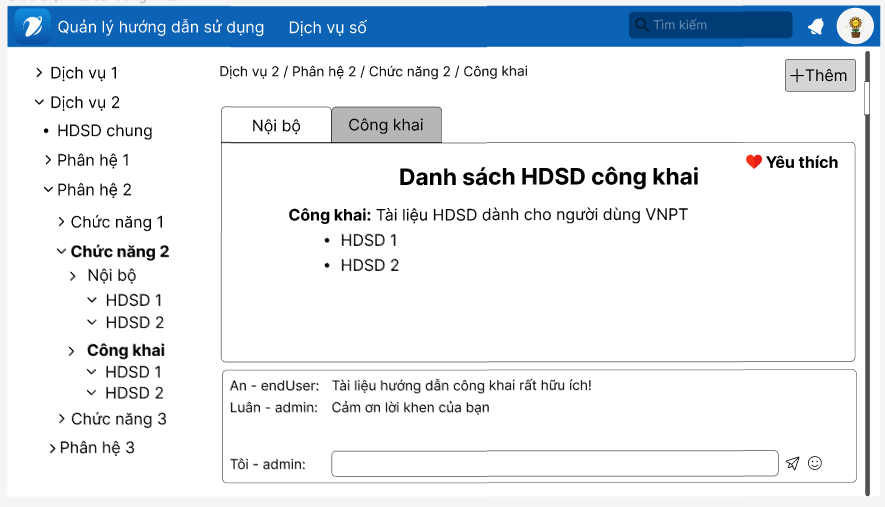 Quản lý hướng dẫn sử dụng
Dịch vụ số
Tìm kiếm
Dịch vụ 1
Dịch vụ 2
• HDSD chung
Phân hệ 1
Phân hệ 2
Chức năng 1
Chức năng 2
Nội bộ
HDSD 1
HDSD 2
Công khai
HDSD 1
HDSD 2
Chức năng 3
Phân hệ 3
Dịch vụ 2 / Phân hệ 2 / Chức năng 2 / Công khai
+Thêm
Nội bộ
Công khai
Yêu thích
Danh sách HDSD công khai
Công khai: Tài liệu HDSD dành cho người dùng VNPT
• HDSD 1
• HDSD 2
An - endUser: Tài liệu hướng dẫn công khai rất hữu ích!
Luân - admin: Cảm ơn lời khen của bạn
Tôi - admin: